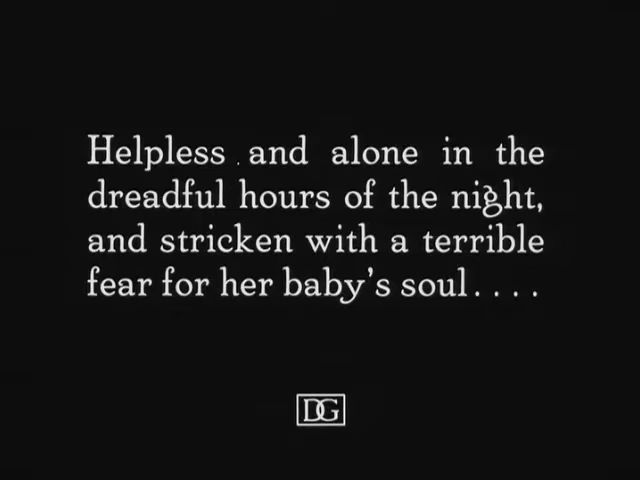 Helpless and alone in the
dreadful hours of the night,
and stricken with a terrible
fear for her baby's soul....
DG